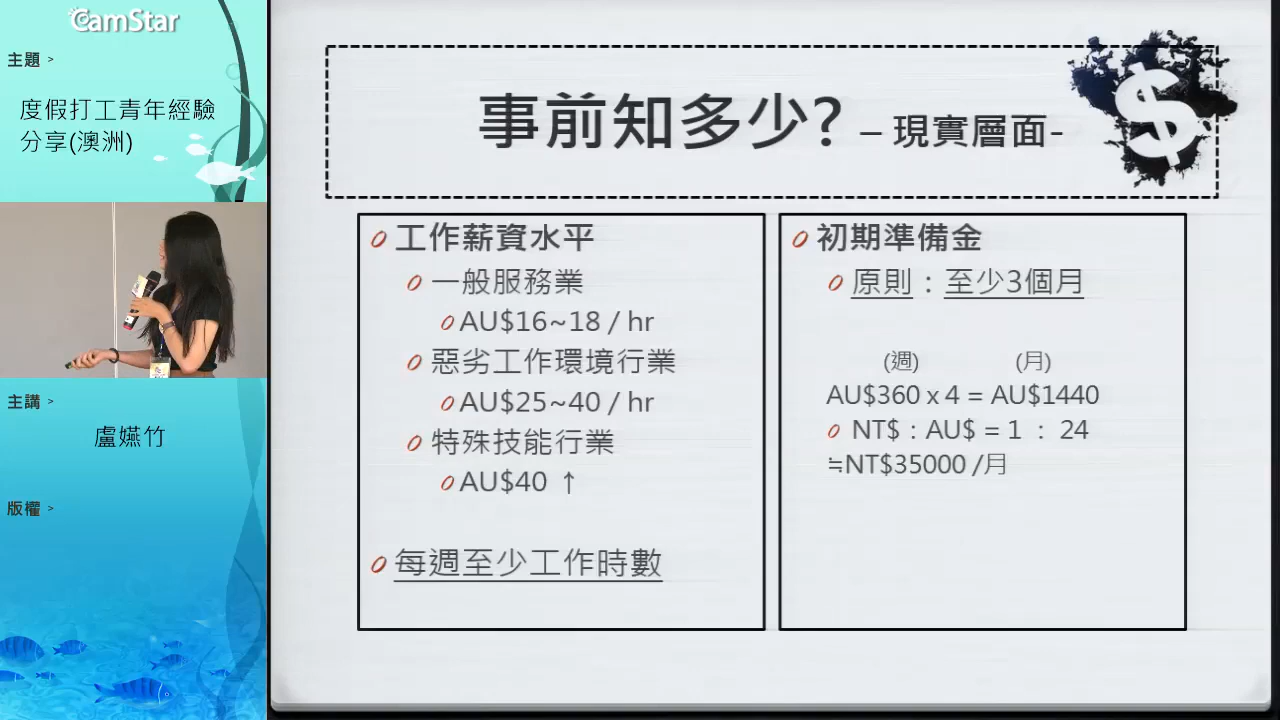 CamStar
主題 >
度假打工青年經驗
分享(澳洲)
主講 >
盧嬿竹
版權 >
事前知多少? – 現實層面-
$
工作薪資水平
一般服務業
AU$16~18 / hr
惡劣工作環境行業
AU$25~40 / hr
特殊技能行業
AU$40 ↑
每週至少工作時數
初期準備金
原則：至少3個月
(週) (月)
AU$360 x 4 = AU$1440
NT$ : AU$ = 1 : 24
≒NT$35000 /月